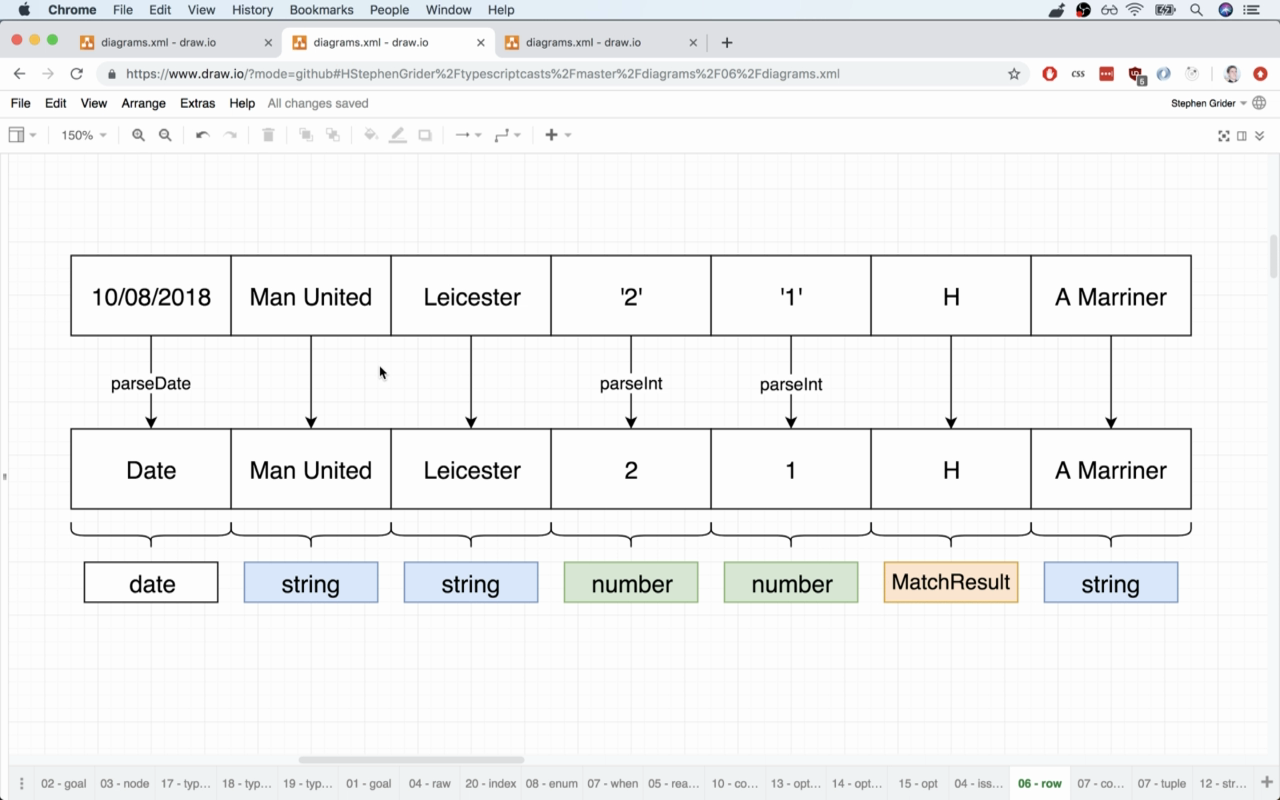 Chrome File Edit View History Bookmarks People Window Help
diagrams.xml - draw.io
diagrams.xml - draw.io
diagrams.xml - draw.io
https://www.draw.io/?mode=github#HStephenGrider%2Ftypescriptcasts%2Fmaster%2Fdiagrams%2F06%2Fdiagrams.xml
CSS
6
File Edit View Arrange Extras Help All changes saved
Stephen Grider
150%
10/08/2018 Man United Leicester '2' '1' H A Marriner
parseDate parseInt parseInt
Date Man United Leicester 2 1 H A Marriner
date string string number number MatchResult string
02 - goal 03 - node 17 - typ... 18 - typ... 19 - typ... 01 - goal 04 - raw 20 - index 08 - enum 07 - when 05 - rea... 10 - co... 13 - opt... 14 - opt... 15 - opt 04 - iss... 06 - row 07 - co... 07 - tuple 12 - str...